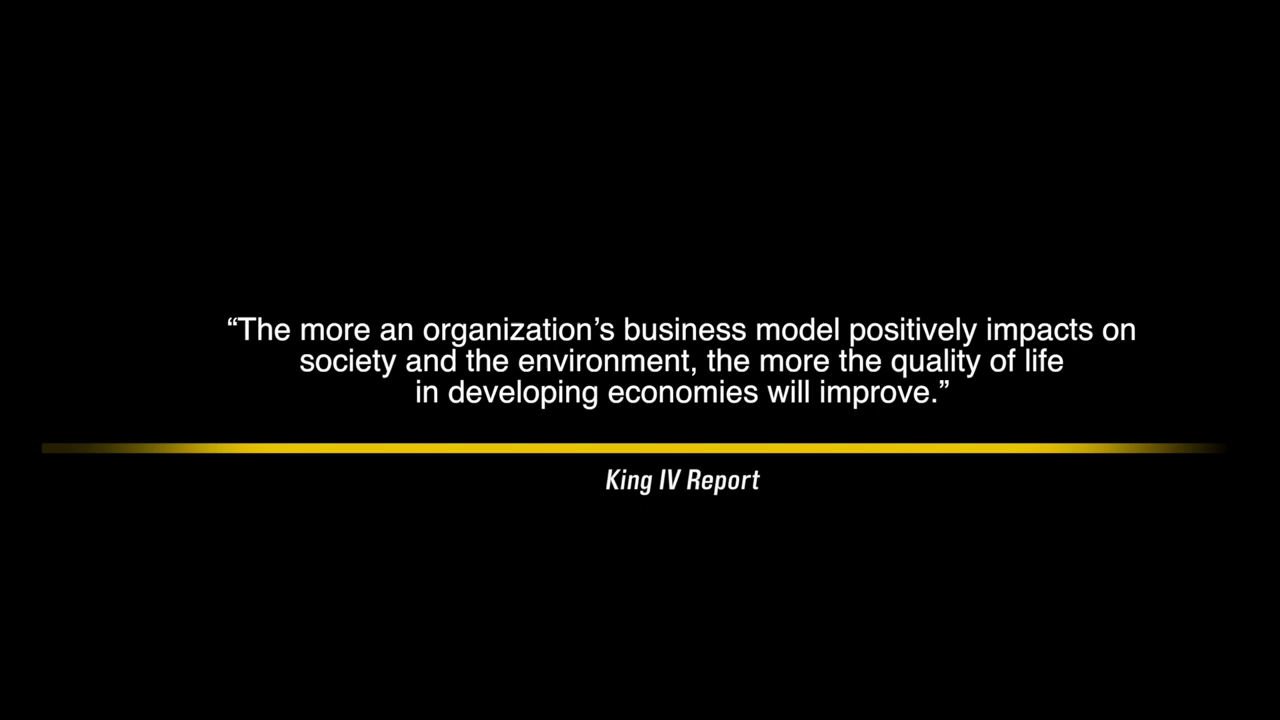 “The more an organization’s business model positively impacts on
society and the environment, the more the quality of life
in developing economies will improve.”
King IV Report